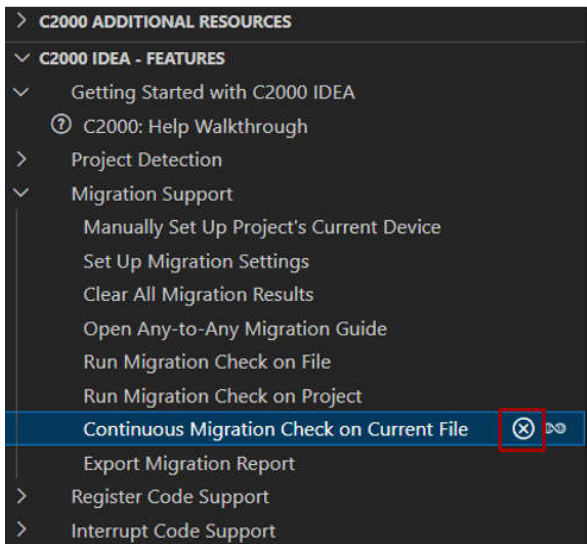 C2000 ADDITIONAL RESOURCES
C2000 IDEA - FEATURES
Getting Started with C2000 IDEA
C2000: Help Walkthrough
Project Detection
Migration Support
Manually Set Up Project's Current Device
Set Up Migration Settings
Clear All Migration Results
Open Any-to-Any Migration Guide
Run Migration Check on File
Run Migration Check on Project
Continuous Migration Check on Current File
Export Migration Report
Register Code Support
Interrupt Code Support